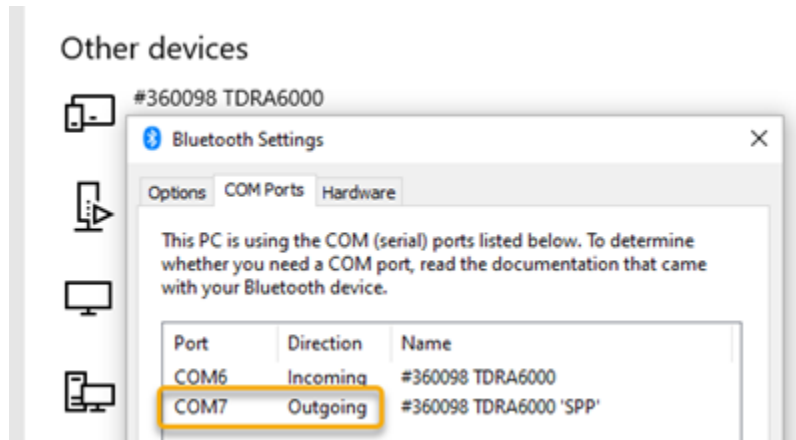 Other devices
#360098 TDRA6000
Bluetooth Settings
Options COM Ports Hardware
This PC is using the COM (serial) ports listed below. To determine
whether you need a COM port, read the documentation that came
with your Bluetooth device.
Port Direction Name
COM6 Incoming #360098 TDRA6000
COM7 Outgoing #360098 TDRA6000 'SPP'